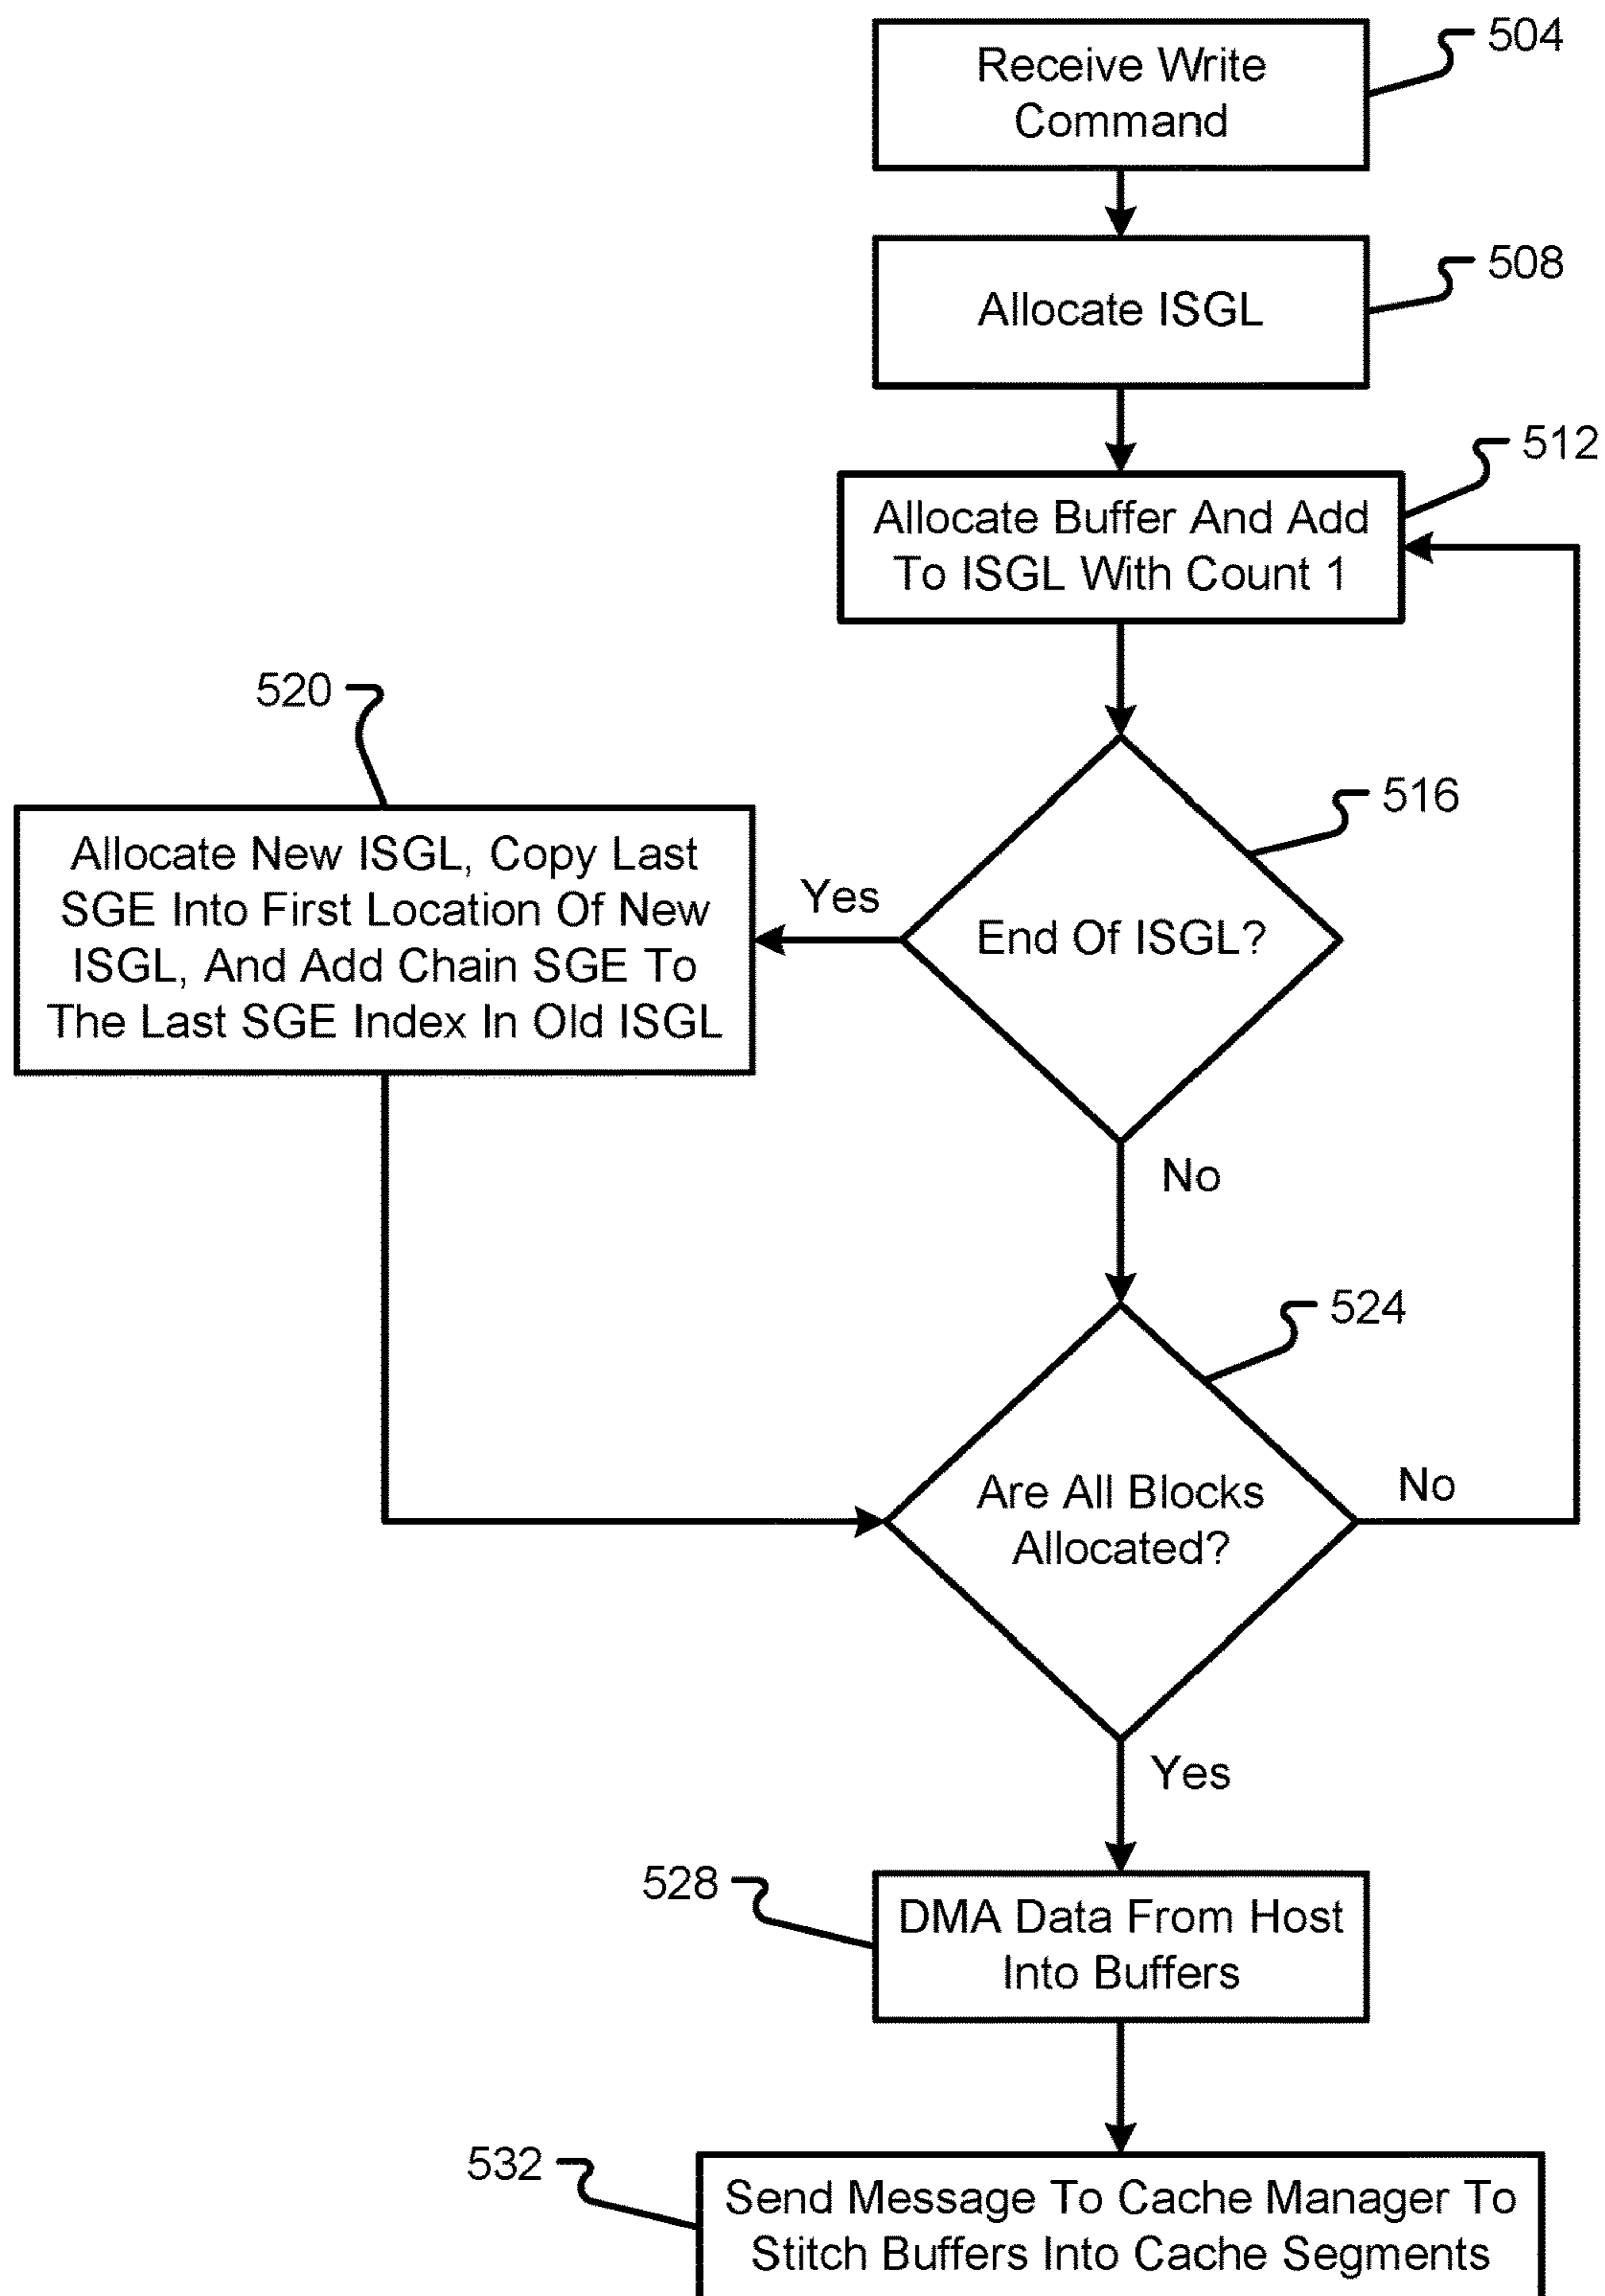 504
Receive Write
Command
508
Allocate ISGL
512
Allocate Buffer And Add
To ISGL With Count 1
520
516
Allocate New ISGL, Copy Last
SGE Into First Location Of New
ISGL, And Add Chain SGE To
The Last SGE Index In Old ISGL
Yes
End Of ISGL?
No
524
Are All Blocks
Allocated?
No
Yes
528
DMA Data From Host
Into Buffers
532
Send Message To Cache Manager To
Stitch Buffers Into Cache Segments